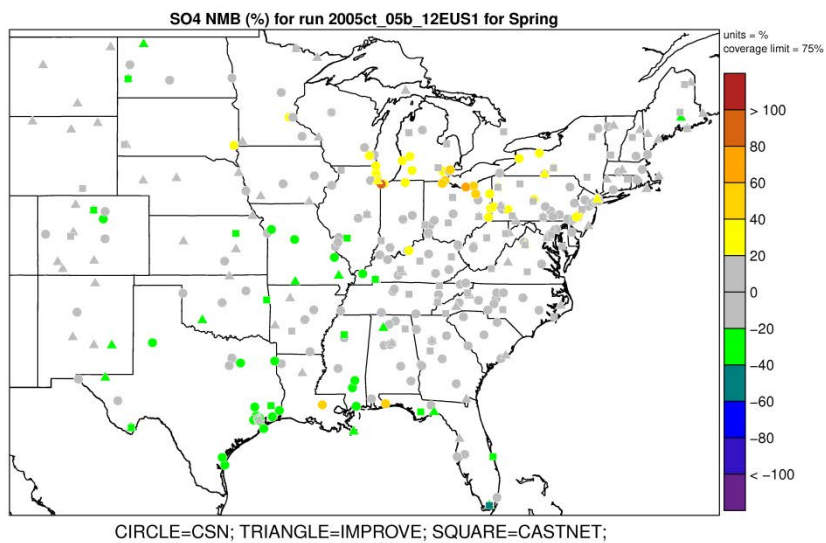 SO4 NMB (%) for run 2005ct_05b_12EUS1 for Spring
units = %
coverage limit = 75%
> 100
80
60
40
20
0
−20
−40
−60
−80
< −100
CIRCLE=CSN; TRIANGLE=IMPROVE; SQUARE=CASTNET;